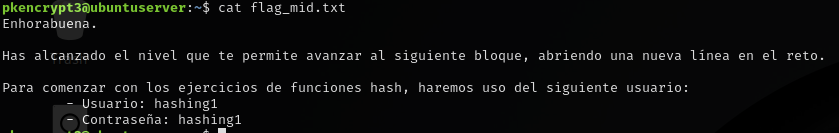 pkencrypt3@ubuntuserver:~$ cat flag_mid.txt
Enhorabuena.
Has alcanzado el nivel que te permite avanzar al siguiente bloque, abriendo una nueva línea en el reto.
Para comenzar con los ejercicios de funciones hash, haremos uso del siguiente usuario:
- Usuario: hashing1
- Contraseña: hashing1